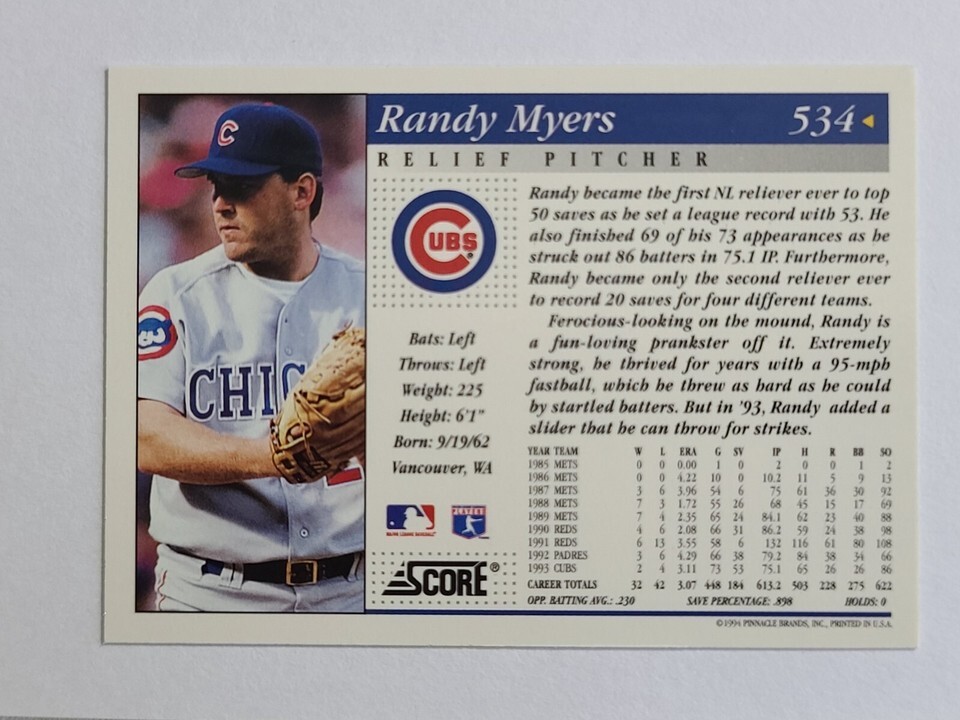 Randy Myers 534
RELIEF PITCHER
C
CHIC
CUBS
Randy became the first NL reliever ever to top
50 saves as he set a league record with 53. He
also finished 69 of his 73 appearances as he
struck out 86 batters in 75.1 IP. Furthermore,
Randy became only the second reliever ever
to record 20 saves for four different teams.
Ferocious-looking on the mound, Randy is
a fun-loving prankster off it. Extremely
strong, he thrived for years with a 95-mph
fastball, which he threw as hard as he could
by startled batters. But in '93, Randy added a
slider that he can throw for strikes.
Bats: Left
Throws: Left
Weight: 225
Height: 6'1"
Born: 9/19/62
Vancouver, WA
MAJOR LEAGUE BASEBALL
PLAYERS
SCORE®
YEAR TEAM W L ERA G SV IP H R BB SO
1985 METS 0 0 0.00 1 0 2 0 0 1 2
1986 METS 0 0 4.22 10 0 10.2 11 5 9 13
1987 METS 3 6 3.96 54 6 75 61 36 30 92
1988 METS 7 3 1.72 55 26 68 45 15 17 69
1989 METS 7 4 2.35 65 24 84.1 62 23 40 88
1990 REDS 4 6 2.08 66 31 86.2 59 24 38 98
1991 REDS 6 13 3.55 58 6 132 116 61 80 108
1992 PADRES 3 6 4.29 66 38 79.2 84 38 34 66
1993 CUBS 2 4 3.11 73 53 75.1 65 26 26 86
CAREER TOTALS 32 42 3.07 448 184 613.2 503 228 275 622
OPP. BATTING AVG.: .230 SAVE PERCENTAGE: .898 HOLDS: 0
©1994 PINNACLE BRANDS, INC., PRINTED IN U.S.A.